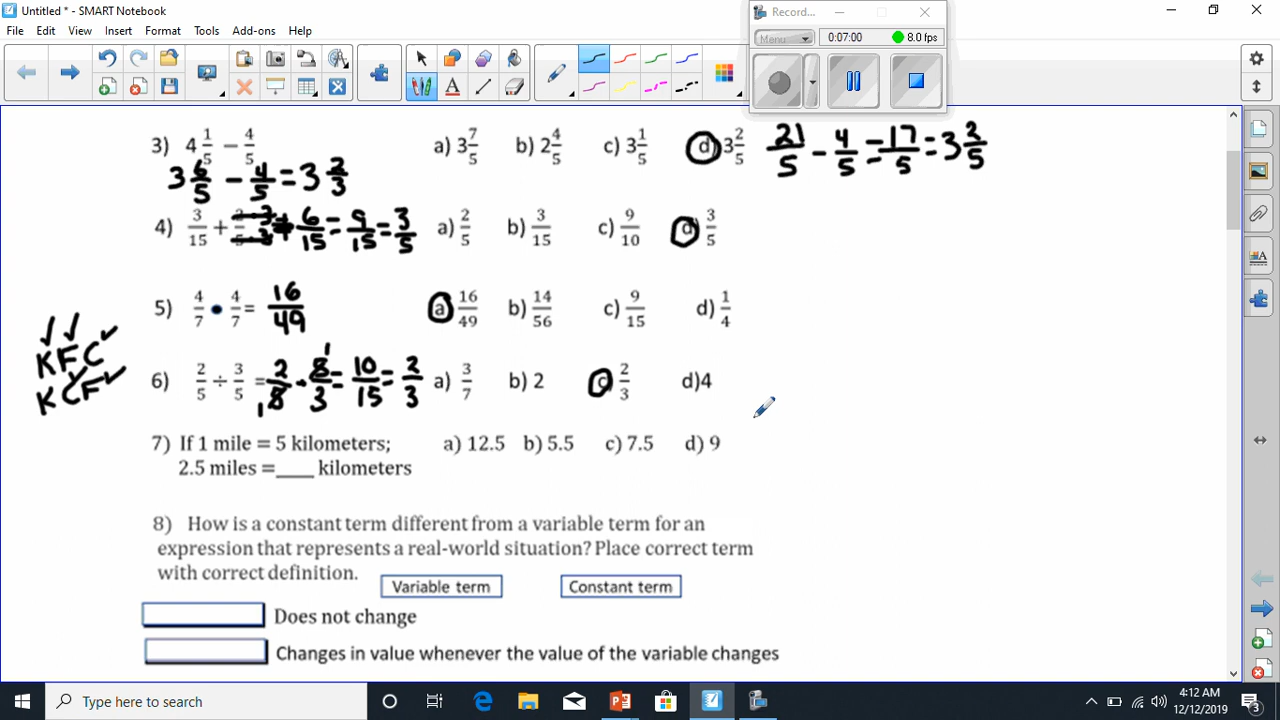 Untitled * - SMART Notebook
Record...
File Edit View Insert Format Tools Add-ons Help
Menu 0:07:00 8.0 fps
3) 4 1/5 − 4/5 a) 3 7/5 b) 2 4/5 c) 3 1/5 d) 3 2/5 21/5 - 4/5 = 17/5 = 3 2/5
3 6/5 - 4/5 = 3 2/3
4) 3/15 + + 6/15 = 9/15 = 3/5 a) 2/5 b) 3/15 c) 9/10 d) 3/5
5) 4/7 • 4/7 = 16/49 a) 16/49 b) 14/56 c) 9/15 d) 1/4
KFC
KCF
6) 2/5 ÷ 3/5 = 10/15 = 2/3 a) 3/7 b) 2 c) 2/3 d)4
7) If 1 mile = 5 kilometers; a) 12.5 b) 5.5 c) 7.5 d) 9
2.5 miles =____ kilometers
8) How is a constant term different from a variable term for an
expression that represents a real-world situation? Place correct term
with correct definition.
Variable term Constant term
Does not change
Changes in value whenever the value of the variable changes
Type here to search
4:12 AM
12/12/2019
3